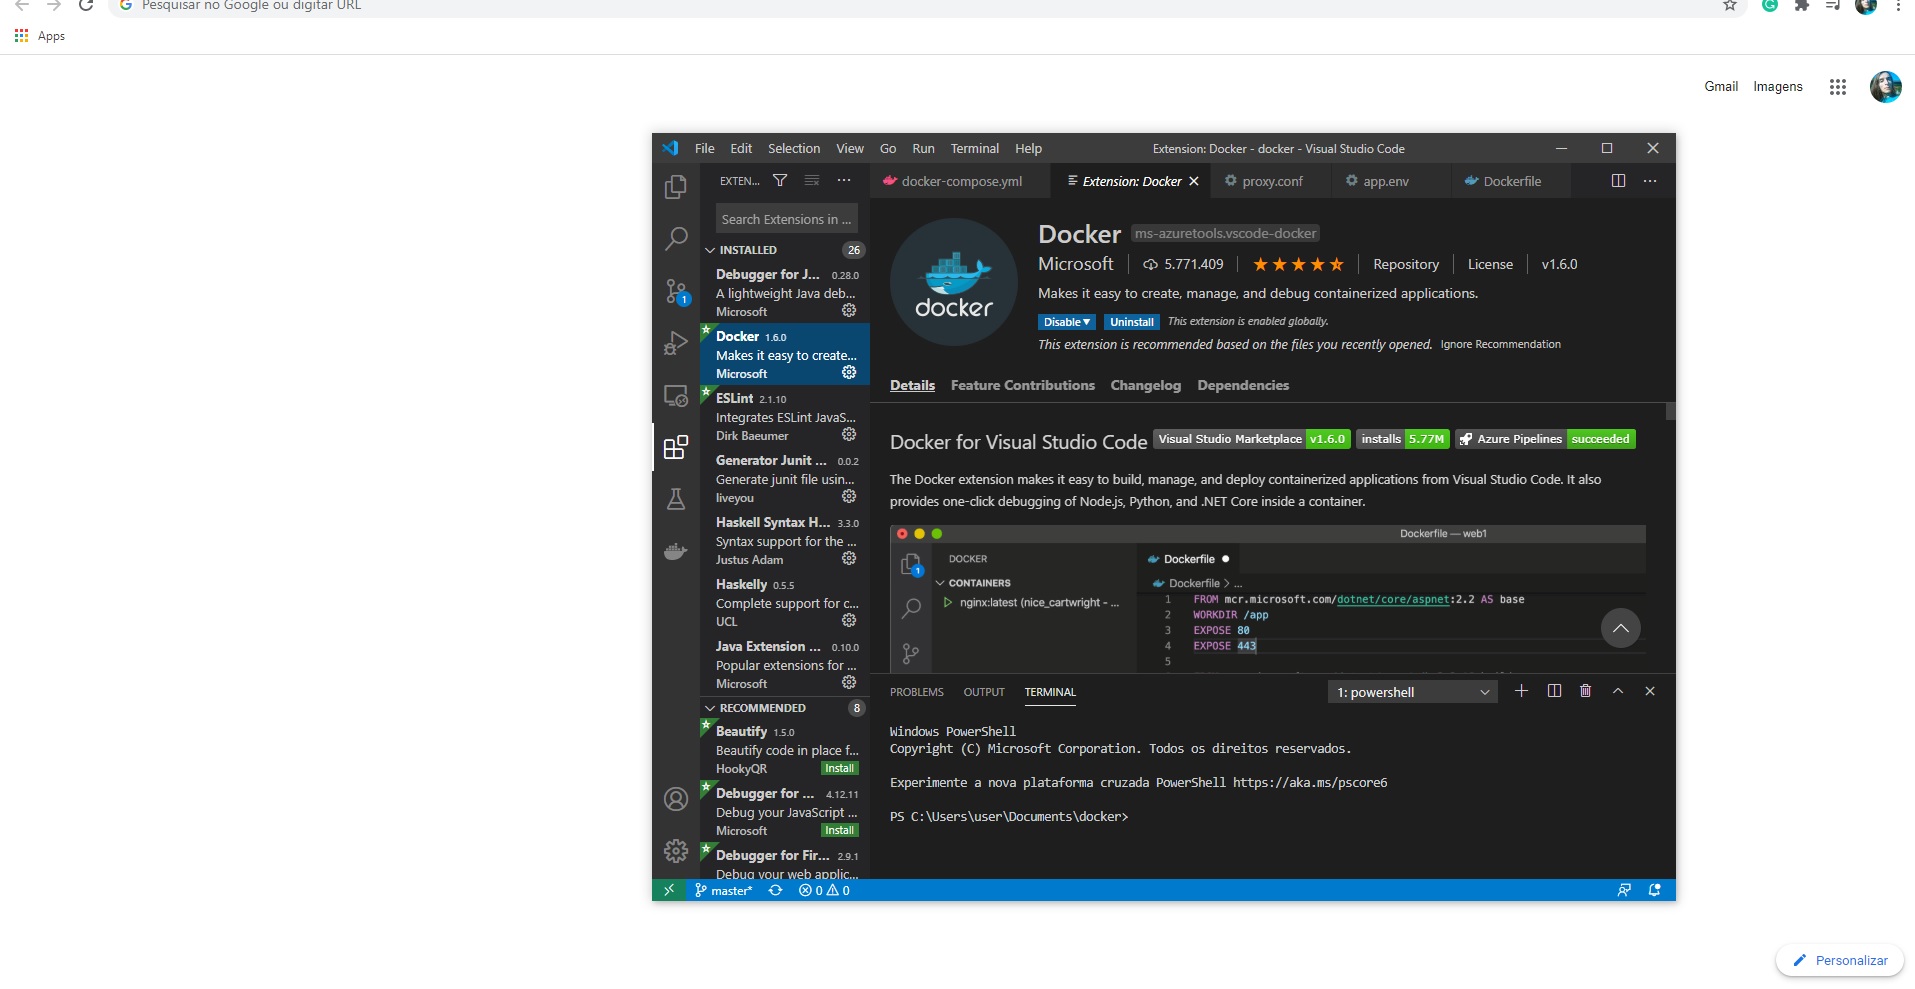 Pesquisar no Google ou digitar URL
Apps
Gmail Imagens
File Edit Selection View Go Run Terminal Help Extension: Docker - docker - Visual Studio Code
EXTEN... docker-compose.yml Extension: Docker proxy.conf app.env Dockerfile
Search Extensions in ...
INSTALLED 26
Debugger for J... 0.28.0
A lightweight Java deb...
Microsoft
Docker 1.6.0
Makes it easy to create...
Microsoft
ESLint 2.1.10
Integrates ESLint JavaS...
Dirk Baeumer
Generator Junit ... 0.0.2
Generate junit file usin...
liveyou
Haskell Syntax H... 3.3.0
Syntax support for the ...
Justus Adam
Haskelly 0.5.5
Complete support for c...
UCL
Java Extension ... 0.10.0
Popular extensions for ...
Microsoft
RECOMMENDED 8
Beautify 1.5.0
Beautify code in place f...
HookyQR Install
Debugger for ... 4.12.11
Debug your JavaScript ...
Microsoft Install
Debugger for Fir... 2.9.1
Debug your web applic...
1
docker
Docker ms-azuretools.vscode-docker
Microsoft 5.771.409 Repository License v1.6.0
Makes it easy to create, manage, and debug containerized applications.
Disable Uninstall This extension is enabled globally.
This extension is recommended based on the files you recently opened. Ignore Recommendation
Details Feature Contributions Changelog Dependencies
Docker for Visual Studio Code Visual Studio Marketplace v1.6.0 installs 5.77M Azure Pipelines succeeded
The Docker extension makes it easy to build, manage, and deploy containerized applications from Visual Studio Code. It also
provides one-click debugging of Node.js, Python, and .NET Core inside a container.
Dockerfile — web1
DOCKER Dockerfile
1
CONTAINERS Dockerfile > ...
nginx:latest (nice_cartwright - ...
1 FROM mcr.microsoft.com/dotnet/core/aspnet:2.2 AS base
2 WORKDIR /app
3 EXPOSE 80
4 EXPOSE 443
5
PROBLEMS OUTPUT TERMINAL 1: powershell
Windows PowerShell
Copyright (C) Microsoft Corporation. Todos os direitos reservados.
Experimente a nova plataforma cruzada PowerShell https://aka.ms/pscore6
PS C:\Users\user\Documents\docker>
master* 0 0
Personalizar